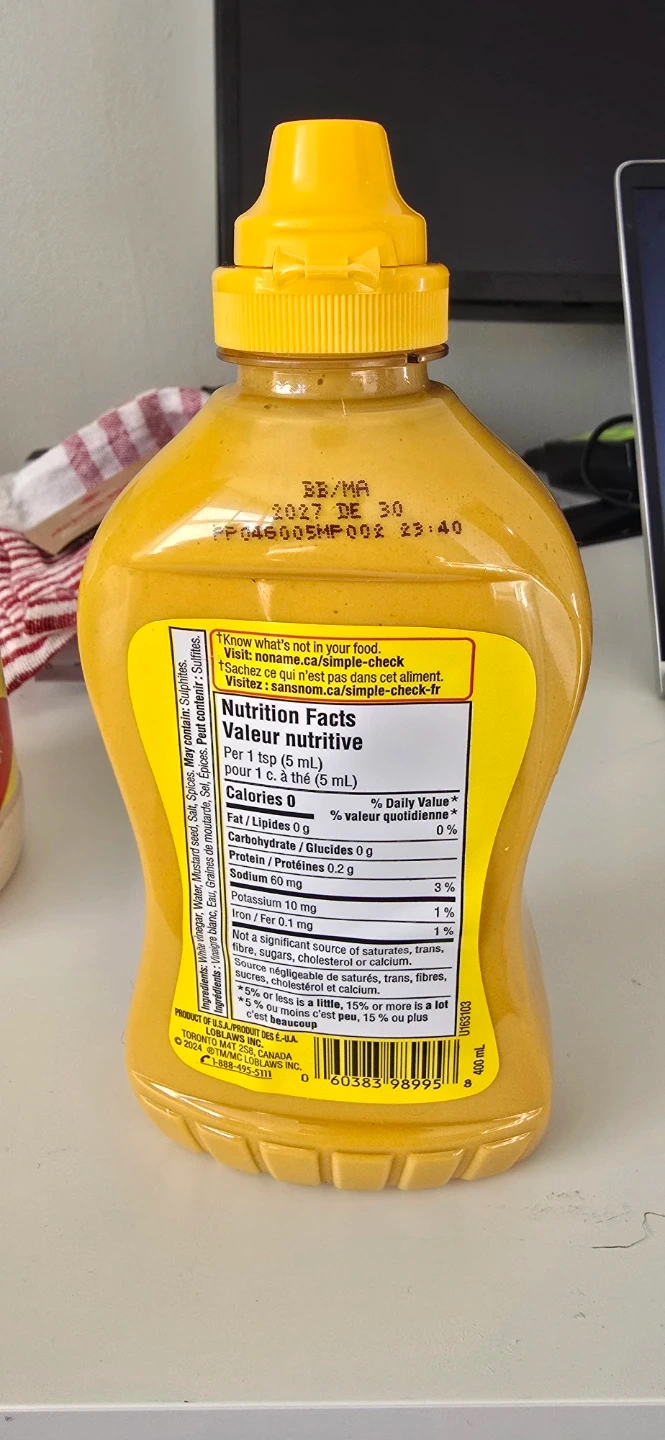 BB/MA
2027 DE 30
PP046005MP002 23:40
†Know what's not in your food.
Visit: noname.ca/simple-check
†Sachez ce qui n'est pas dans cet aliment.
Visitez : sansnom.ca/simple-check-fr
Nutrition Facts
Valeur nutritive
Per 1 tsp (5 mL)
pour 1 c. à thé (5 mL)
Calories 0
% Daily Value*
% valeur quotidienne*
Fat / Lipides 0 g 0 %
Carbohydrate / Glucides 0 g
Protein / Protéines 0.2 g
Sodium 60 mg 3 %
Potassium 10 mg 1 %
Iron / Fer 0.1 mg 1 %
Not a significant source of saturates, trans,
fibre, sugars, cholesterol or calcium.
Source négligeable de saturés, trans, fibres,
sucres, cholestérol et calcium.
*5% or less is a little, 15% or more is a lot
*5 % ou moins c'est peu, 15 % ou plus
c'est beaucoup
Ingredients: White vinegar, Water, Mustard seed, Salt, Spices. May contain: Sulphites.
Ingrédients : Vinaigre blanc, Eau, Graines de moutarde, Sel, Épices. Peut contenir : Sulfites.
PRODUCT OF U.S.A./PRODUIT DES É.-U.A.
LOBLAWS INC.
TORONTO M4T 2S8, CANADA
© 2024 ®TM/MC LOBLAWS INC.
1-888-495-5111
0 60383 98995 8
400 mL
U163103